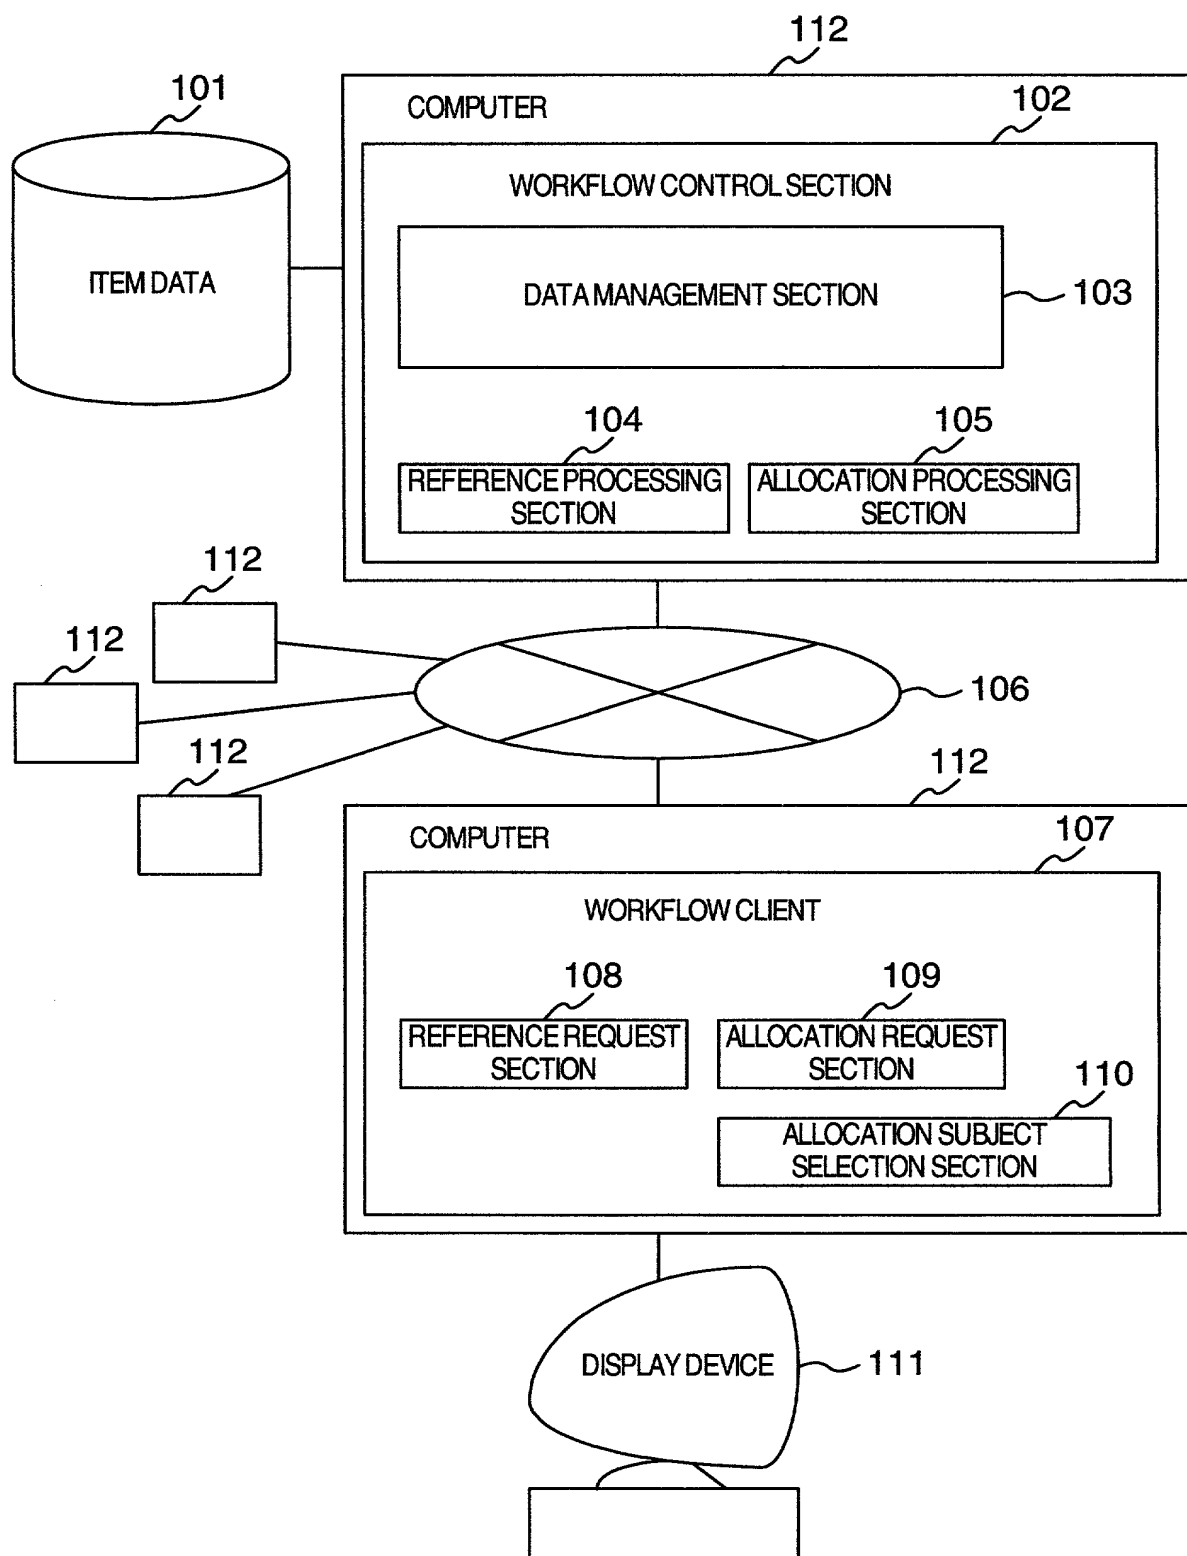 112
101
COMPUTER
102
WORKFLOW CONTROL SECTION
ITEM DATA
DATA MANAGEMENT SECTION
103
104
105
REFERENCE PROCESSING
SECTION
ALLOCATION PROCESSING
SECTION
112
112
106
112
112
COMPUTER
107
WORKFLOW CLIENT
108
109
REFERENCE REQUEST
SECTION
ALLOCATION REQUEST
SECTION
110
ALLOCATION SUBJECT
SELECTION SECTION
DISPLAY DEVICE
111